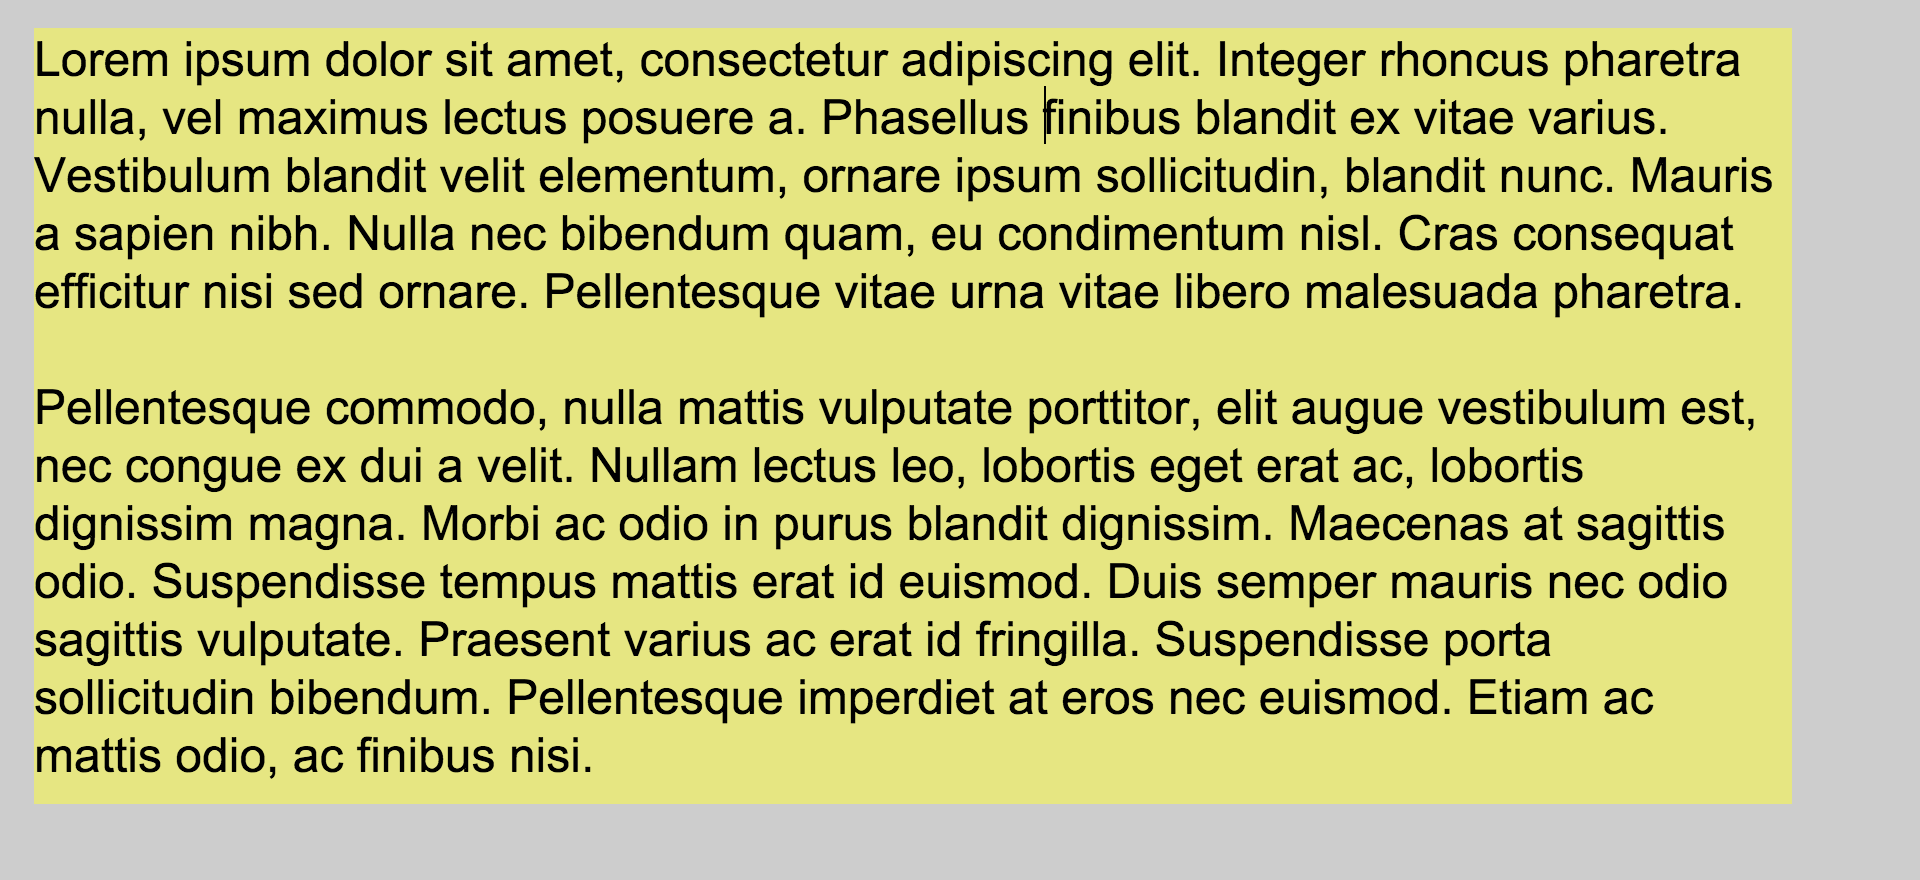 Lorem ipsum dolor sit amet, consectetur adipiscing elit. Integer rhoncus pharetra
nulla, vel maximus lectus posuere a. Phasellus finibus blandit ex vitae varius.
Vestibulum blandit velit elementum, ornare ipsum sollicitudin, blandit nunc. Mauris
a sapien nibh. Nulla nec bibendum quam, eu condimentum nisl. Cras consequat
efficitur nisi sed ornare. Pellentesque vitae urna vitae libero malesuada pharetra.
Pellentesque commodo, nulla mattis vulputate porttitor, elit augue vestibulum est,
nec congue ex dui a velit. Nullam lectus leo, lobortis eget erat ac, lobortis
dignissim magna. Morbi ac odio in purus blandit dignissim. Maecenas at sagittis
odio. Suspendisse tempus mattis erat id euismod. Duis semper mauris nec odio
sagittis vulputate. Praesent varius ac erat id fringilla. Suspendisse porta
sollicitudin bibendum. Pellentesque imperdiet at eros nec euismod. Etiam ac
mattis odio, ac finibus nisi.